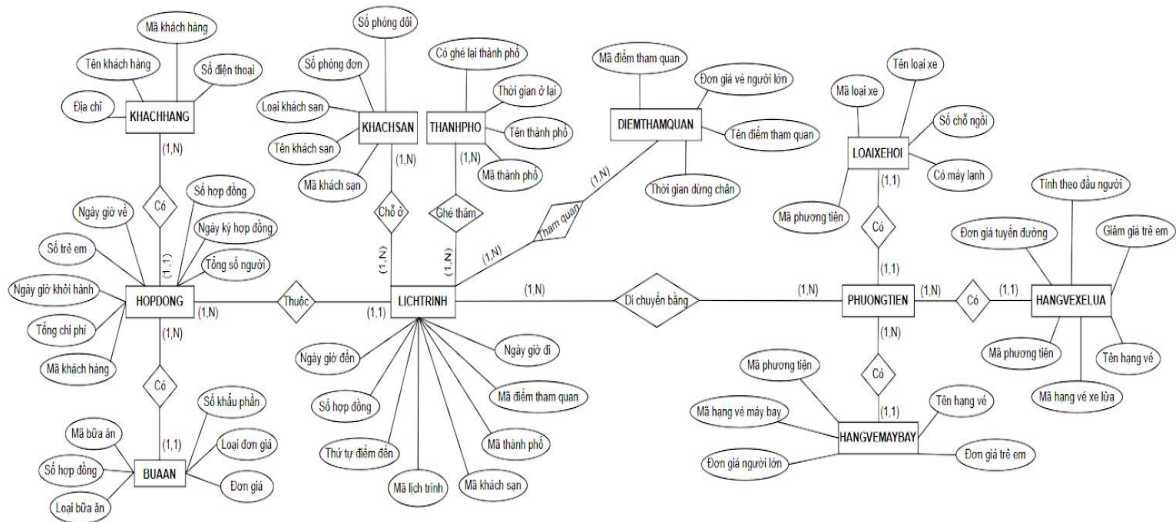 Số phòng đôi
Mã khách hàng
Tên khách hàng
Số điện thoại
Địa chỉ
KHACHHANG
(1,N)
Có
(1,1)
Số phòng đơn
Loại khách sạn
Tên khách sạn
Mã khách sạn
KHACHSAN
(1,N)
Chỗ ở
(1,N)
Có ghé lại thành phố
Thời gian ở lại
Tên thành phố
Mã thành phố
THANHPHO
(1,N)
Ghé thăm
(1,N)
Mã điểm tham quan
Đơn giá vé người lớn
Tên điểm tham quan
Thời gian dừng chân
DIEMTHAMQUAN
(1,N)
Tham quan
(1,N)
Tên loại xe
Mã loại xe
Số chỗ ngồi
Có máy lạnh
Mã phương tiện
LOAIXEHOI
(1,1)
Có
(1,1)
Ngày giờ về
Số hợp đồng
Ngày ký hợp đồng
Tổng số người
Số trẻ em
Ngày giờ khởi hành
Tổng chi phí
Mã khách hàng
HOPDONG
(1,N)
Thuộc
(1,1)
LICHTRINH
(1,N)
Di chuyển bằng
(1,N)
PHUONGTIEN
(1,N)
Có
(1,1)
HANGVEXELUA
Tính theo đầu người
Đơn giá tuyến đường
Giảm giá trẻ em
Mã phương tiện
Tên hạng vé
Mã hạng vé xe lửa
(1,N)
Có
(1,1)
Số khẩu phần
Mã bữa ăn
Loại đơn giá
Số hợp đồng
Đơn giá
Loại bữa ăn
BUAAN
Ngày giờ đến
Ngày giờ đi
Số hợp đồng
Mã điểm tham quan
Thứ tự điểm đến
Mã thành phố
Mã lịch trình
Mã khách sạn
(1,N)
Có
(1,1)
Mã phương tiện
Tên hạng vé
Mã hạng vé máy bay
HANGVEMAYBAY
Đơn giá người lớn
Đơn giá trẻ em